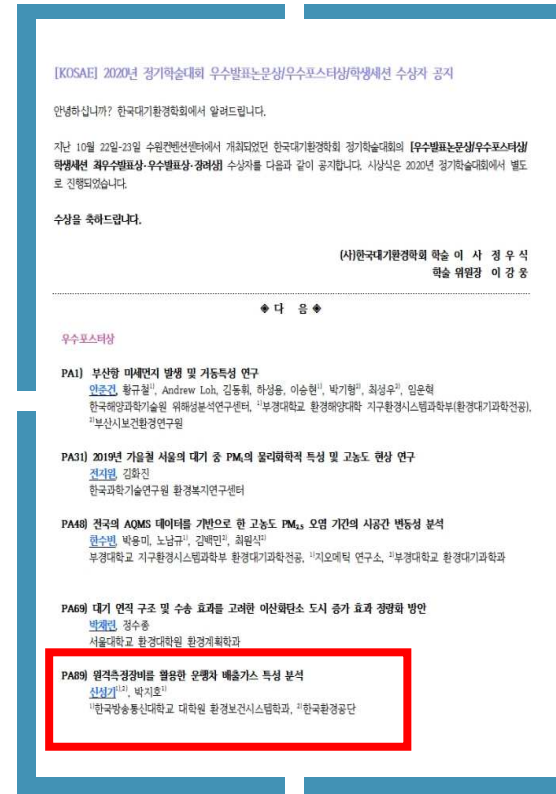 [KOSAE] 2020년 정기학술대회 우수발표논문상/우수포스터상/학생세션 수상자 공지
안녕하십니까? 한국대기환경학회에서 알려드립니다.
지난 10월 22일-23일 수원컨벤션센터에서 개최되었던 한국대기환경학회 정기학술대회의 [우수발표논문상/우수포스터상/
학생세션 최우수발표상·우수발표상·장려상] 수상자를 다음과 같이 공지합니다. 시상식은 2020년 정기학술대회에서 별도
로 진행되었습니다.
수상을 축하드립니다.
(사)한국대기환경학회 학술 이 사 정 우 식
학술 위원장 이 강 웅
◈ 다 음 ◈
우수포스터상
PA1) 부산항 미세먼지 발생 및 거동특성 연구
안준건, 황규철1), Andrew Loh, 김동휘, 하성용, 이승현1), 박기형2), 최성우2), 임운혁
한국해양과학기술원 위해성분석연구센터, 1)부경대학교 환경해양대학 지구환경시스템과학부(환경대기과학전공),
2)부산시보건환경연구원
PA31) 2019년 가을철 서울의 대기 중 PM1의 물리화학적 특성 및 고농도 현상 연구
전지원, 김화진
한국과학기술연구원 환경복지연구센터
PA48) 전국의 AQMS 데이터를 기반으로 한 고농도 PM2.5 오염 기간의 시공간 변동성 분석
현수빈, 박용미, 노남규1), 김백민2), 최원식2)
부경대학교 지구환경시스템과학부 환경대기과학전공, 1)지오메틱 연구소, 2)부경대학교 환경대기과학과
PA69) 대기 연직 구조 및 수송 효과를 고려한 이산화탄소 도시 증가 효과 정량화 방안
박채린, 정수종
서울대학교 환경대학원 환경계획학과
PA89) 원격측정장비를 활용한 운행차 배출가스 특성 분석
신성기1),2), 박지호1)
1)한국방송통신대학교 대학원 환경보건시스템학과, 2)한국환경공단